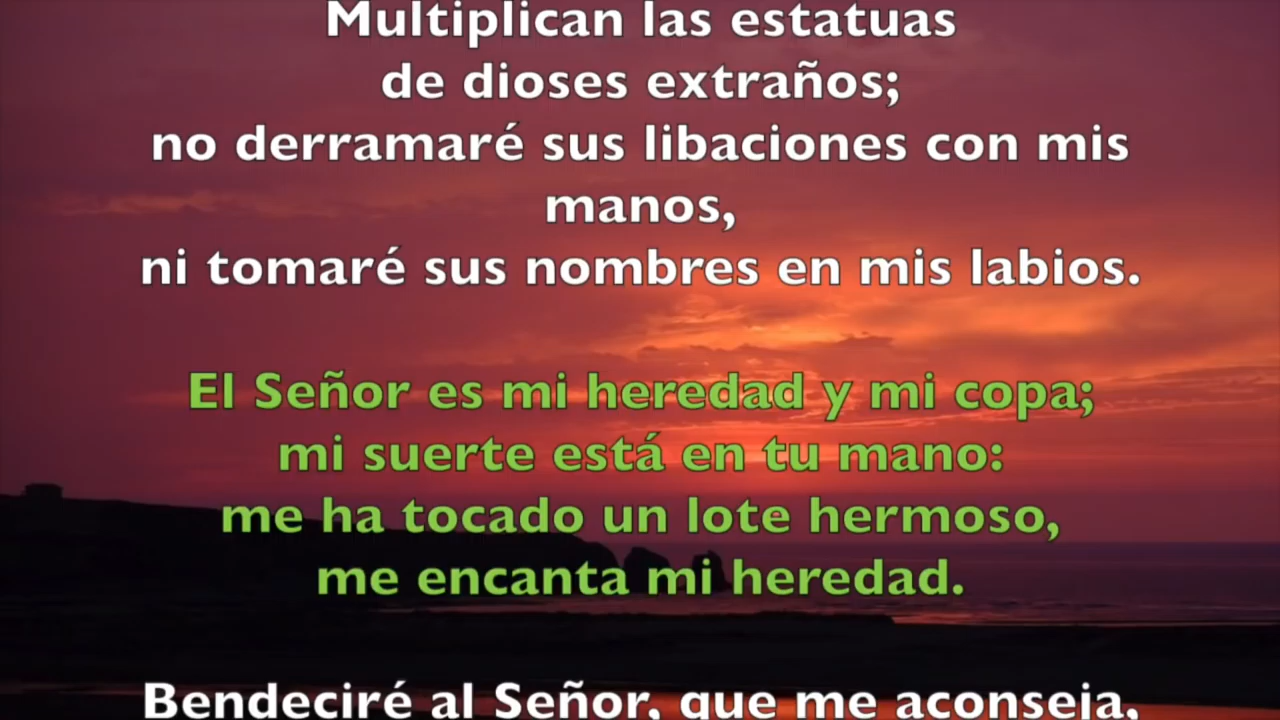 Multiplican las estatuas
de dioses extraños;
no derramaré sus libaciones con mis
manos,
ni tomaré sus nombres en mis labios.
El Señor es mi heredad y mi copa;
mi suerte está en tu mano:
me ha tocado un lote hermoso,
me encanta mi heredad.
Bendeciré al Señor, que me aconseja,